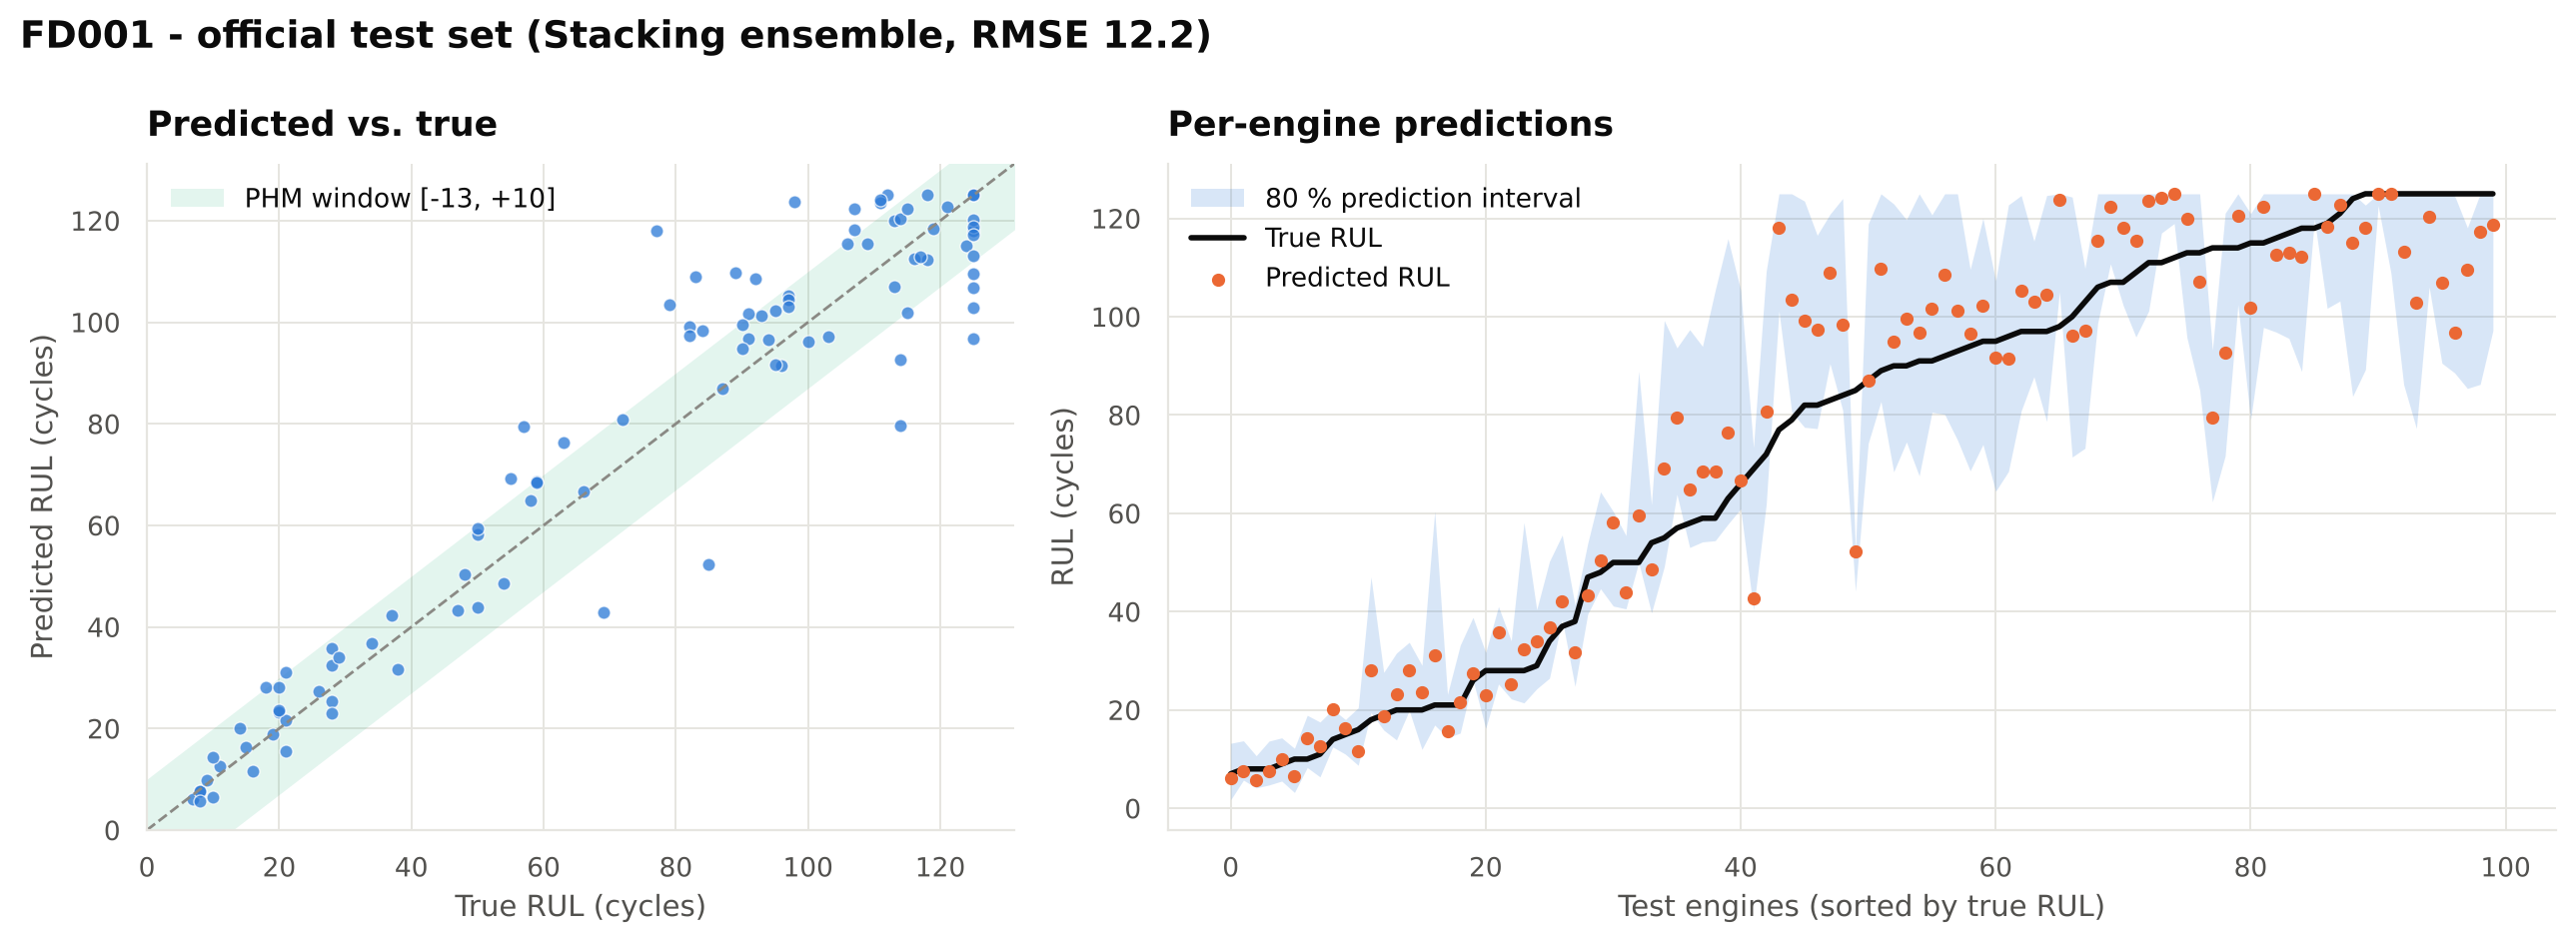 FD001 - official test set (Stacking ensemble, RMSE 12.2)
Predicted vs. true
PHM window [-13, +10]
Predicted RUL (cycles)
120
100
80
60
40
20
0
0 20 40 60 80 100 120
True RUL (cycles)
Per-engine predictions
80 % prediction interval
True RUL
Predicted RUL
RUL (cycles)
120
100
80
60
40
20
0
0 20 40 60 80 100
Test engines (sorted by true RUL)